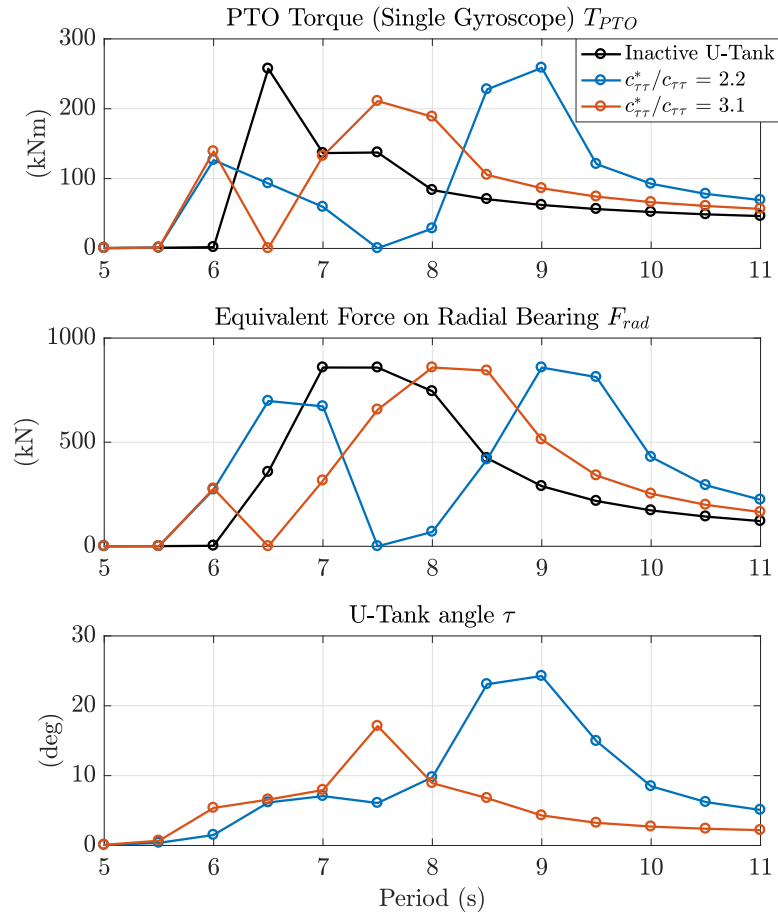 PTO Torque (Single Gyroscope) T_PTO
300
200
100
0
(kNm)
Inactive U-Tank
c*_ττ/c_ττ = 2.2
c*_ττ/c_ττ = 3.1
5 6 7 8 9 10 11
Equivalent Force on Radial Bearing F_rad
1000
500
0
(kN)
5 6 7 8 9 10 11
U-Tank angle τ
30
20
10
0
(deg)
5 6 7 8 9 10 11
Period (s)